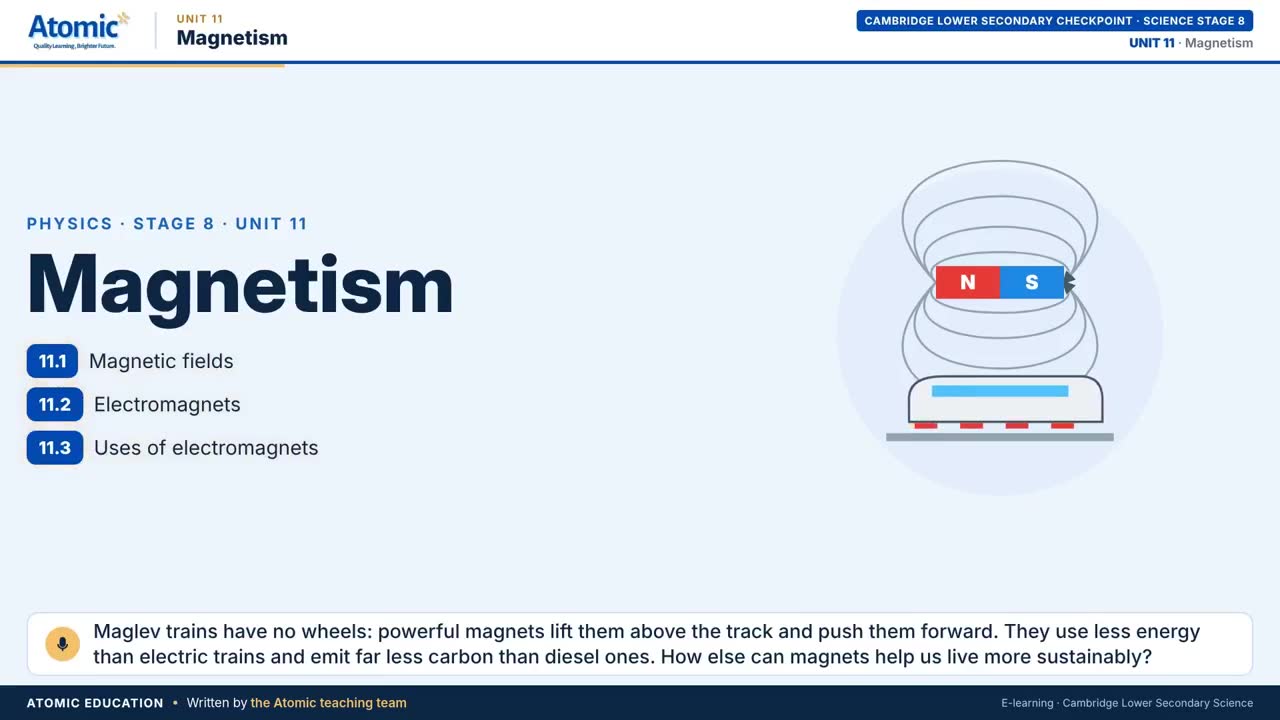 Atomic
Quality Learning, Brighter Future.
UNIT 11
Magnetism
CAMBRIDGE LOWER SECONDARY CHECKPOINT · SCIENCE STAGE 8
UNIT 11 · Magnetism
PHYSICS · STAGE 8 · UNIT 11
Magnetism
11.1 Magnetic fields
11.2 Electromagnets
11.3 Uses of electromagnets
N S
Maglev trains have no wheels: powerful magnets lift them above the track and push them forward. They use less energy
than electric trains and emit far less carbon than diesel ones. How else can magnets help us live more sustainably?
ATOMIC EDUCATION • Written by the Atomic teaching team
E-learning · Cambridge Lower Secondary Science